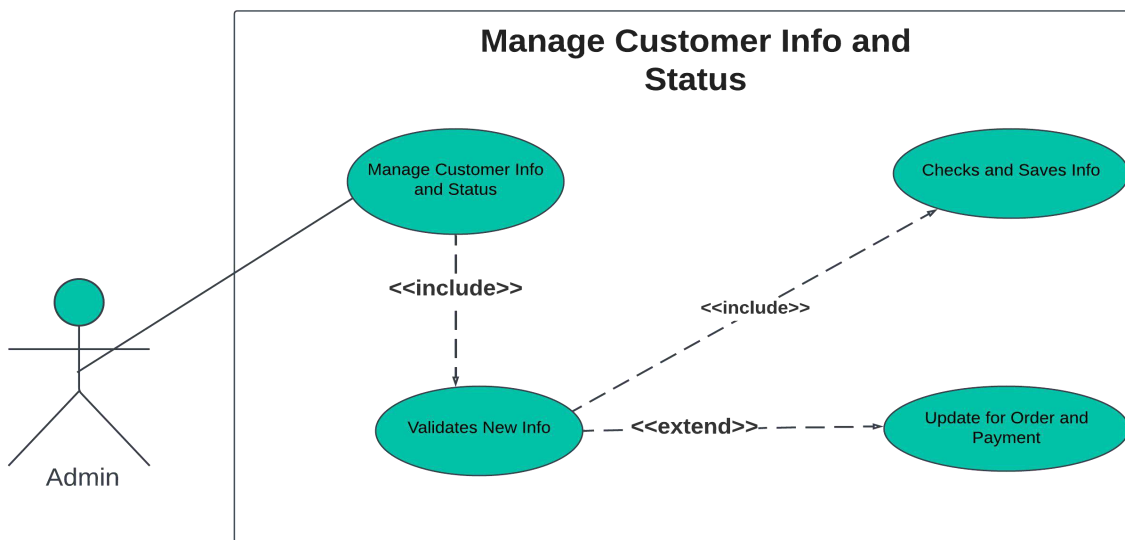 Manage Customer Info and
Status
Manage Customer Info
and Status
Checks and Saves Info
<<include>>
<<include>>
Validates New Info
<<extend>>
Update for Order and
Payment
Admin